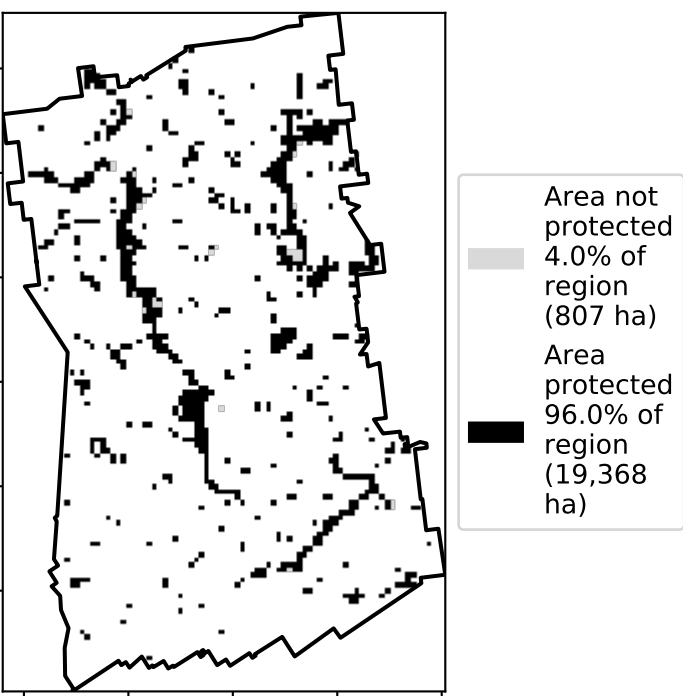 Area not
protected
4.0% of
region
(807 ha)
Area
protected
96.0% of
region
(19,368
ha)